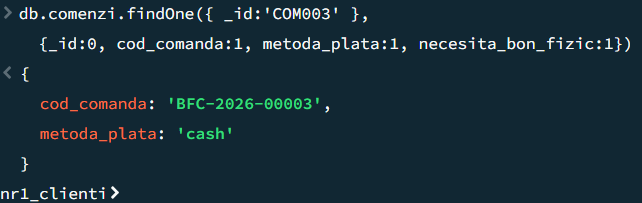 > db.comenzi.findOne({ _id:'COM003' },
{_id:0, cod_comanda:1, metoda_plata:1, necesita_bon_fizic:1})
< {
cod_comanda: 'BFC-2026-00003',
metoda_plata: 'cash'
}
nr1_clienti>